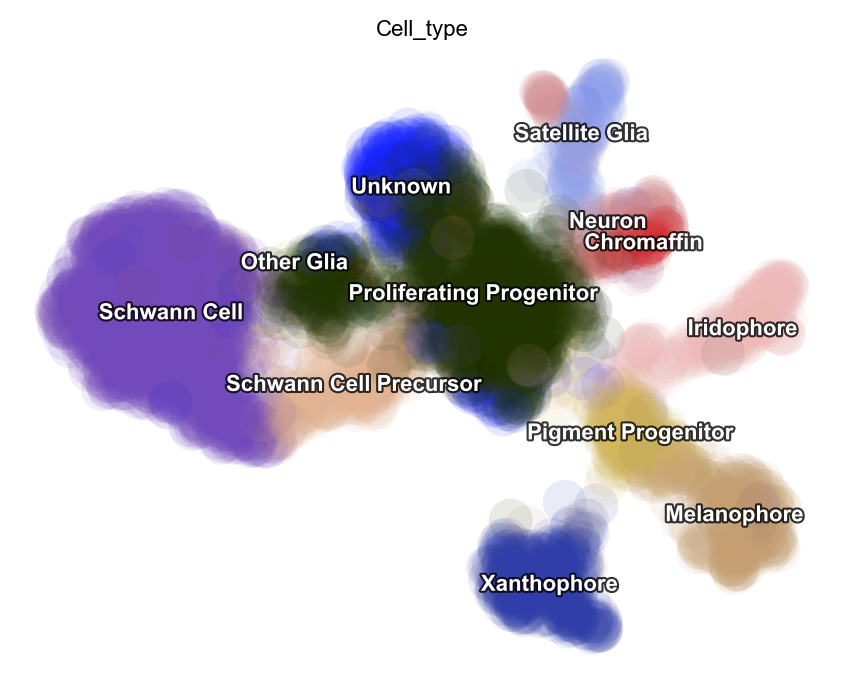 Cell_type
Satellite Glia
Unknown
Neuron
Chromaffin
Other Glia
Proliferating Progenitor
Schwann Cell
Iridophore
Schwann Cell Precursor
Pigment Progenitor
Melanophore
Xanthophore